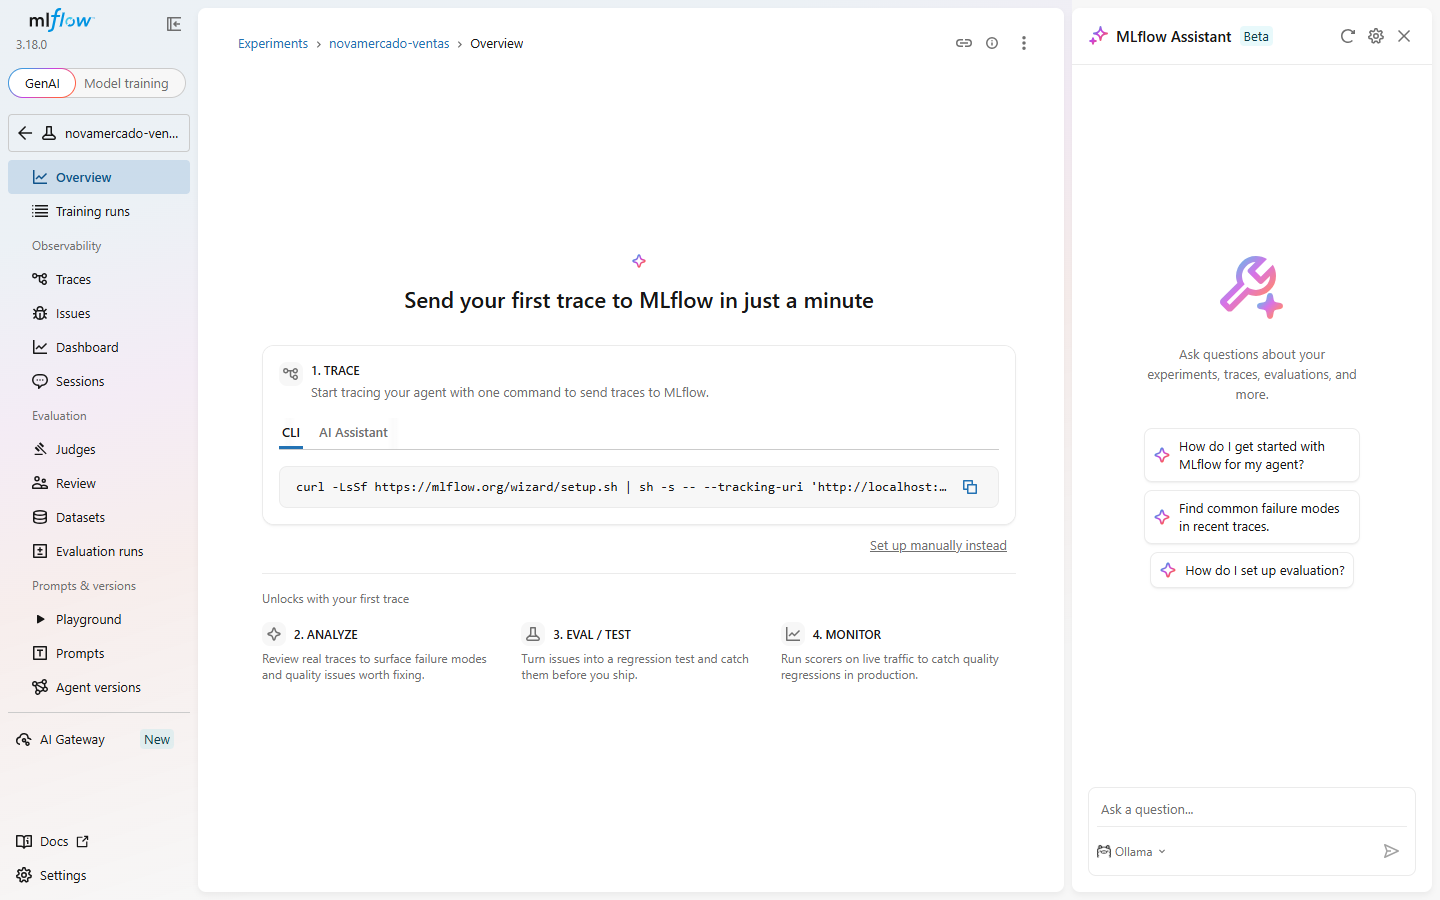 mlflow
3.18.0
GenAI
Model training
novamercado-ven...
Overview
Training runs
Observability
Traces
Issues
Dashboard
Sessions
Evaluation
Judges
Review
Datasets
Evaluation runs
Prompts & versions
Playground
Prompts
Agent versions
AI Gateway
New
Docs
Settings
Experiments › novamercado-ventas › Overview
Send your first trace to MLflow in just a minute
1. TRACE
Start tracing your agent with one command to send traces to MLflow.
CLI
AI Assistant
curl -LsSf https://mlflow.org/wizard/setup.sh | sh -s -- --tracking-uri 'http://localhost:…
Set up manually instead
Unlocks with your first trace
2. ANALYZE
Review real traces to surface failure modes
and quality issues worth fixing.
3. EVAL / TEST
Turn issues into a regression test and catch
them before you ship.
4. MONITOR
Run scorers on live traffic to catch quality
regressions in production.
MLflow Assistant
Beta
Ask questions about your
experiments, traces, evaluations, and
more.
How do I get started with
MLflow for my agent?
Find common failure modes
in recent traces.
How do I set up evaluation?
Ask a question...
Ollama